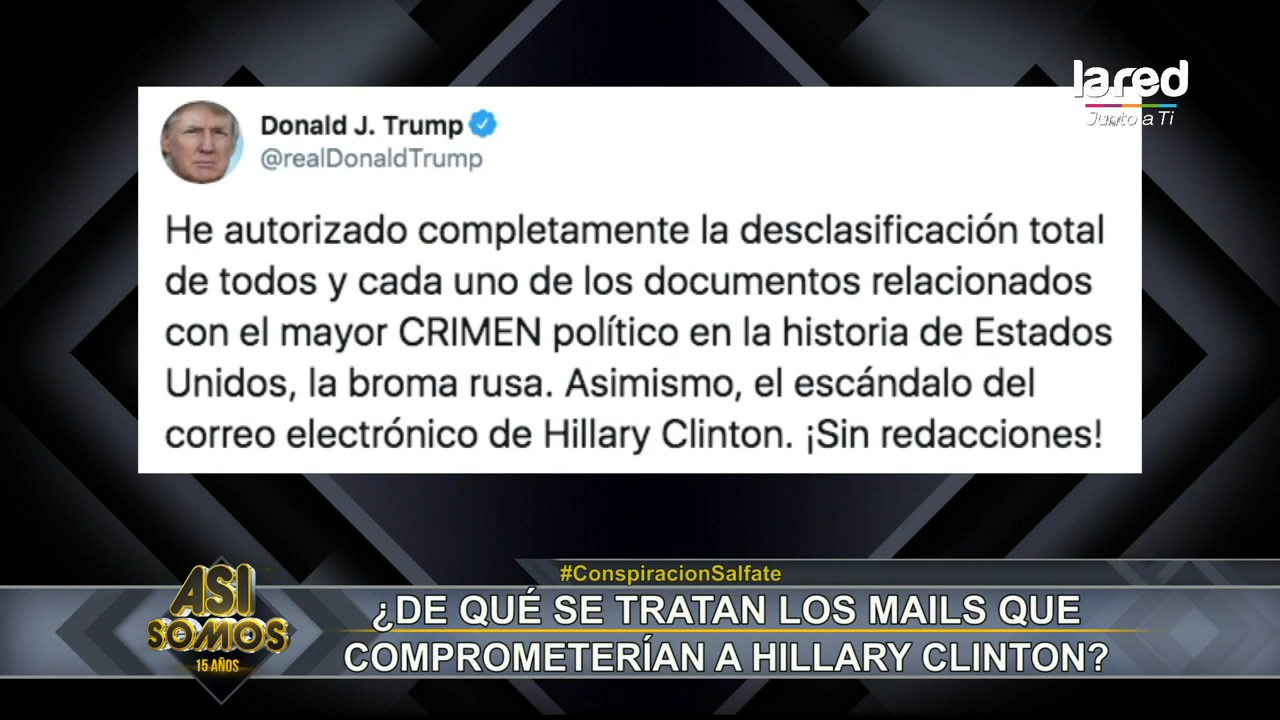 lared
Junto a Ti
Donald J. Trump
@realDonaldTrump
He autorizado completamente la desclasificación total
de todos y cada uno de los documentos relacionados
con el mayor CRIMEN político en la historia de Estados
Unidos, la broma rusa. Asimismo, el escándalo del
correo electrónico de Hillary Clinton. ¡Sin redacciones!
#ConspiracionSalfate
ASI
SOMOS
15 AÑOS
¿DE QUÉ SE TRATAN LOS MAILS QUE
COMPROMETERÍAN A HILLARY CLINTON?